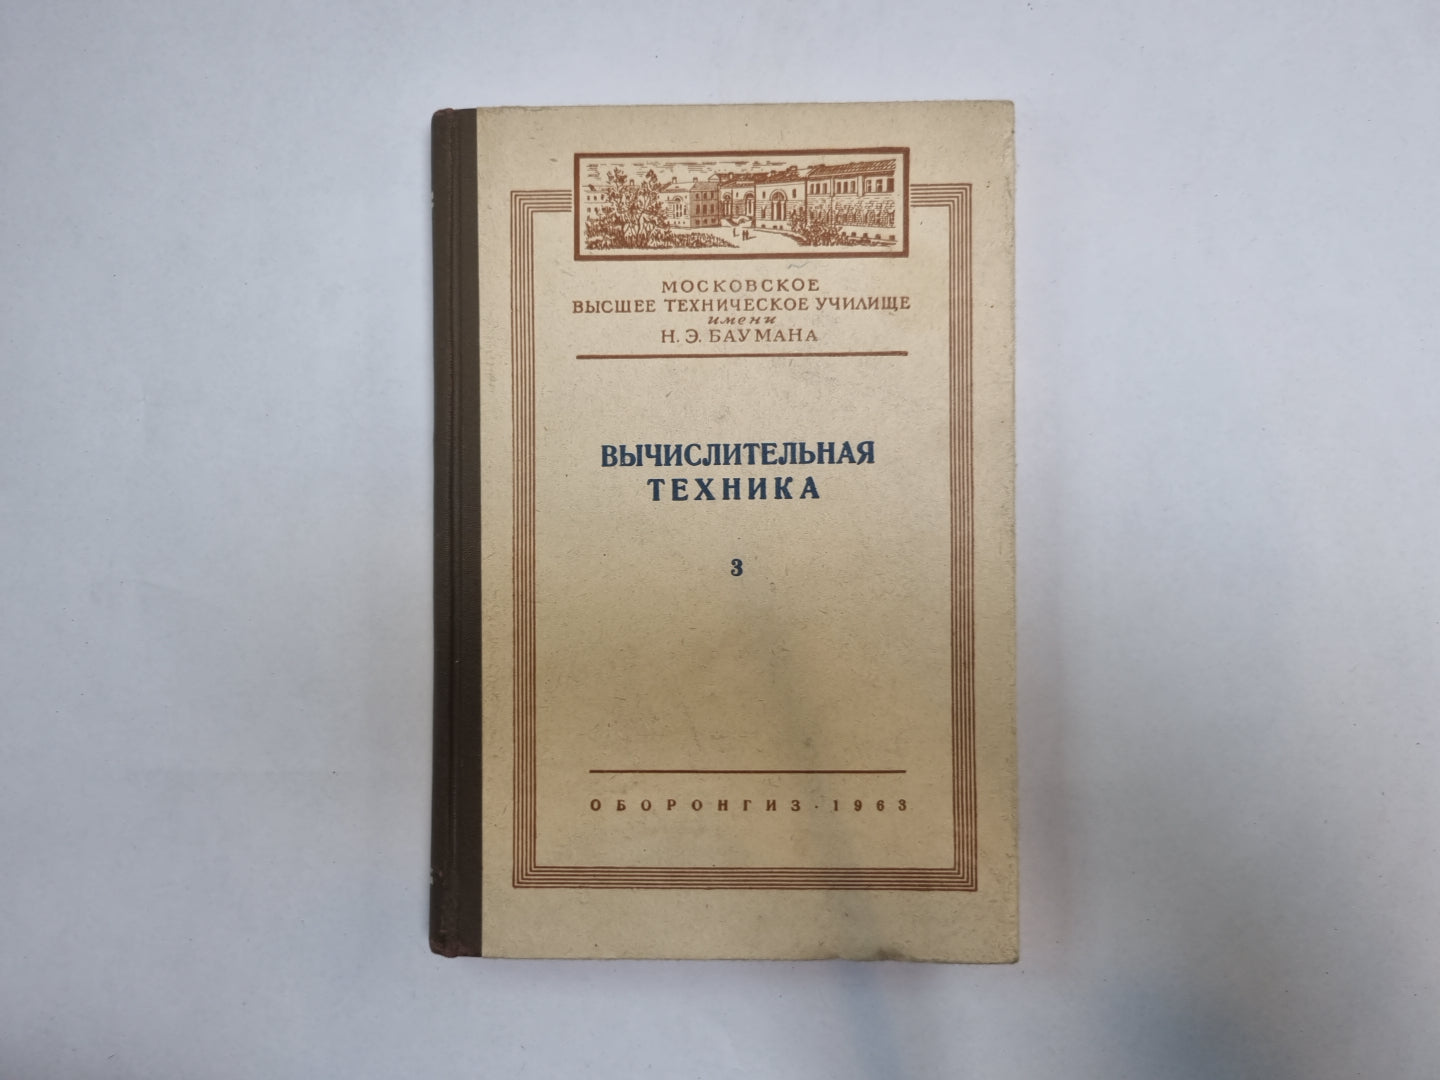 МОСКОВСКОЕ
ВЫСШЕЕ ТЕХНИЧЕСКОЕ УЧИЛИЩЕ
имени
Н. Э. БАУМАНА
ВЫЧИСЛИТЕЛЬНАЯ
ТЕХНИКА
3
ОБОРОНГИЗ · 1963